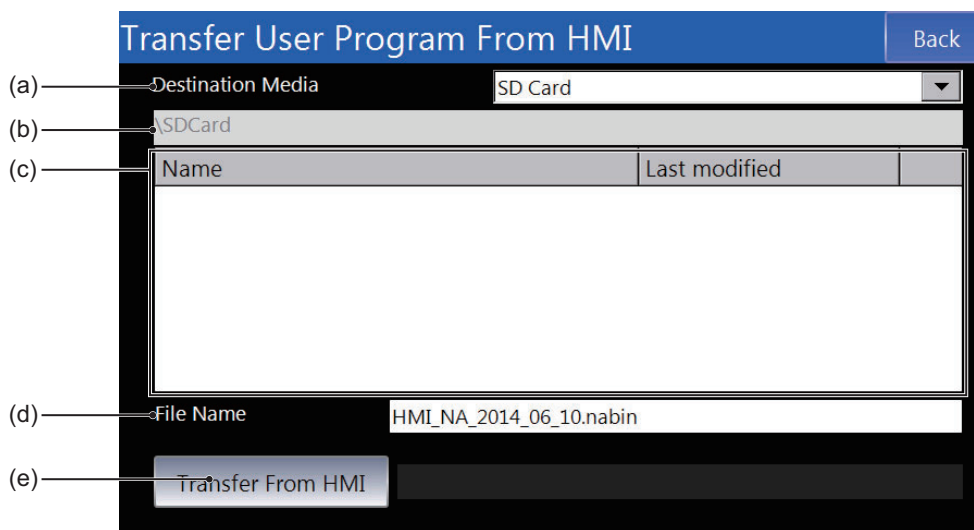 Transfer User Program From HMI
Back
(a)
Destination Media
SD Card
(b)
\SDCard
(c)
Name
Last modified
(d)
File Name
HMI_NA_2014_06_10.nabin
(e)
Transfer From HMI